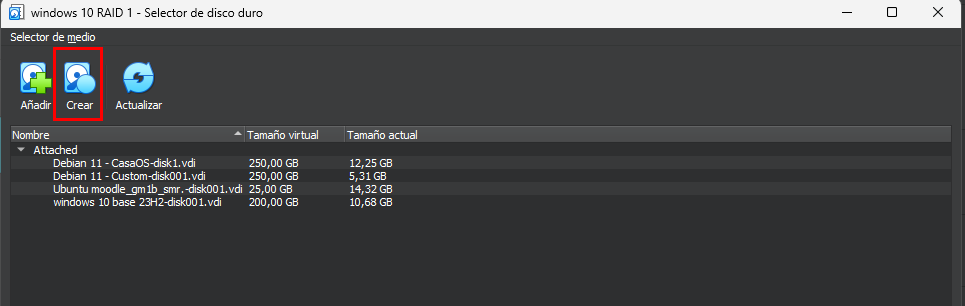 windows 10 RAID 1 - Selector de disco duro
Selector de medio
Añadir Crear Actualizar
Nombre Tamaño virtual Tamaño actual
Attached
Debian 11 - CasaOS-disk1.vdi 250,00 GB 12,25 GB
Debian 11 - Custom-disk001.vdi 250,00 GB 5,31 GB
Ubuntu moodle_gm1b_smr.-disk001.vdi 25,00 GB 14,32 GB
windows 10 base 23H2-disk001.vdi 200,00 GB 10,68 GB